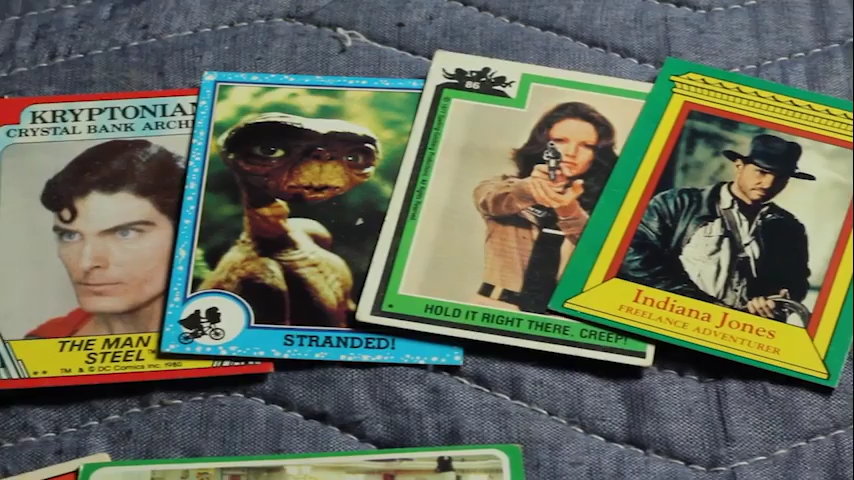 KRYPTONIAN
CRYSTAL BANK ARCHI
THE MAN
STEEL
™ & © DC Comics Inc. 1980
STRANDED!
86
HOLD IT RIGHT THERE, CREEP!
Indiana Jones
FREELANCE ADVENTURER